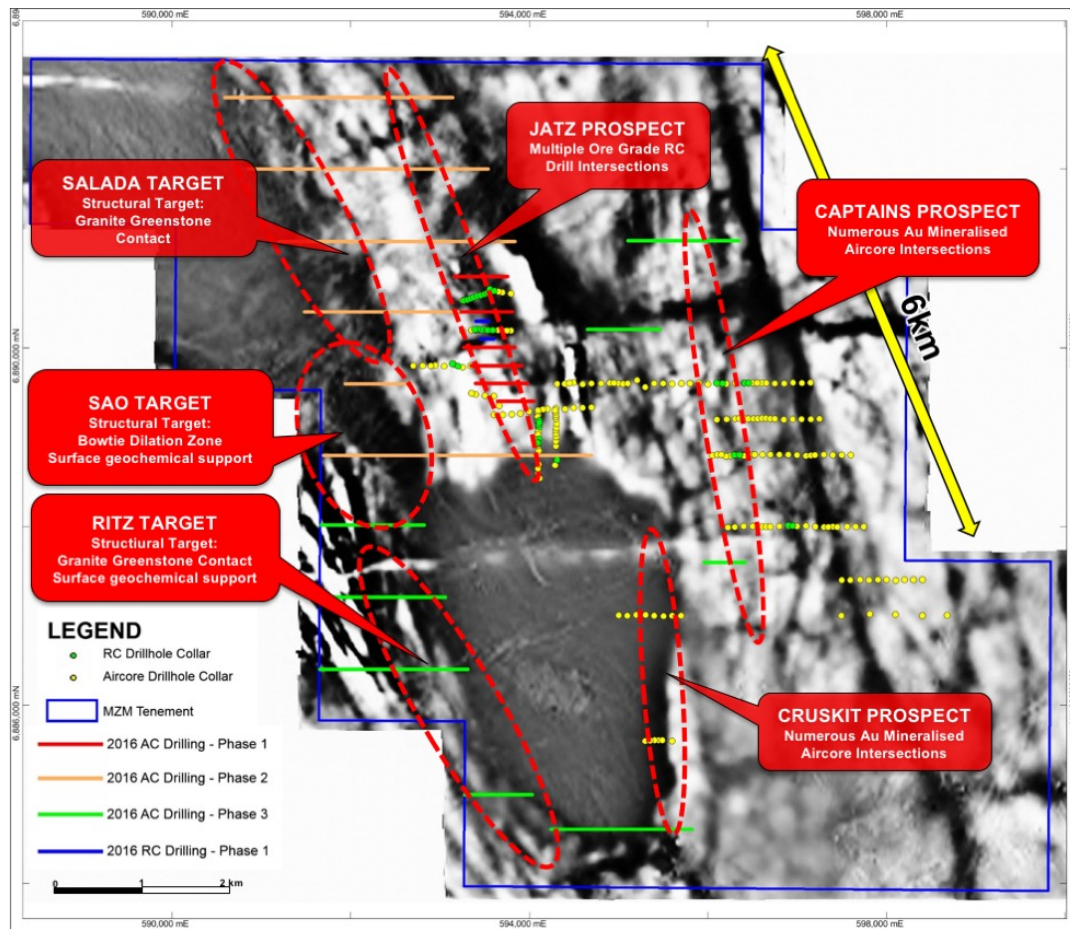 590,000 mE
594,000 mE
598,000 mE
JATZ PROSPECT
Multiple Ore Grade RC
Drill Intersections
SALADA TARGET
Structural Target:
Granite Greenstone
Contact
CAPTAINS PROSPECT
Numerous Au Mineralised
Aircore Intersections
6km
6,890,000 mN
SAO TARGET
Structural Target:
Bowtie Dilation Zone
Surface geochemical support
RITZ TARGET
Structiural Target:
Granite Greenstone Contact
Surface geochemical support
LEGEND
RC Drillhole Collar
Aircore Drillhole Collar
MZM Tenement
2016 AC Drilling - Phase 1
2016 AC Drilling - Phase 2
2016 AC Drilling - Phase 3
2016 RC Drilling - Phase 1
0 1 2 km
6,886,000 mN
CRUSKIT PROSPECT
Numerous Au Mineralised
Aircore Intersections
590,000 mE
594,000 mE
598,000 mE